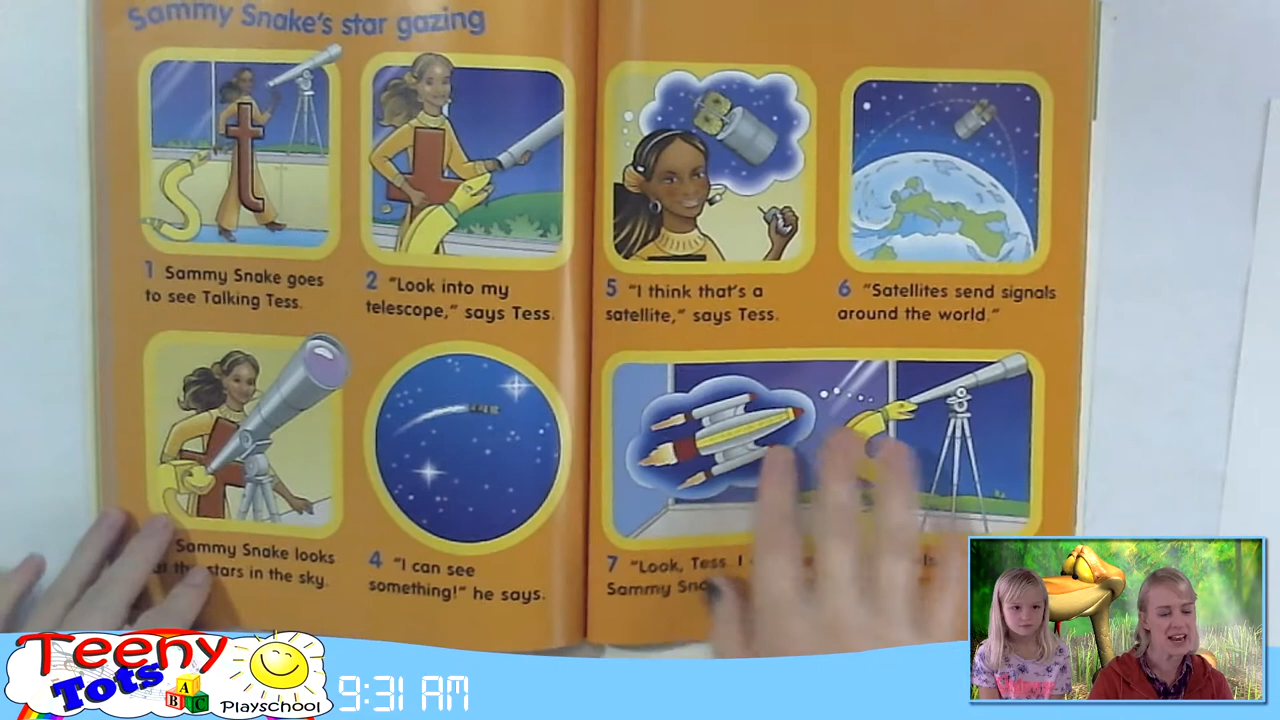 Sammy Snake's star gazing
t
1 Sammy Snake goes
to see Talking Tess.
2 "Look into my
telescope," says Tess.
Sammy Snake looks
at the stars in the sky.
4 "I can see
something!" he says.
5 "I think that's a
satellite," says Tess.
6 "Satellites send signals
around the world."
7 "Look, Tess. I
Sammy
Teeny
Tots
A
B C
Playschool
9:31 AM